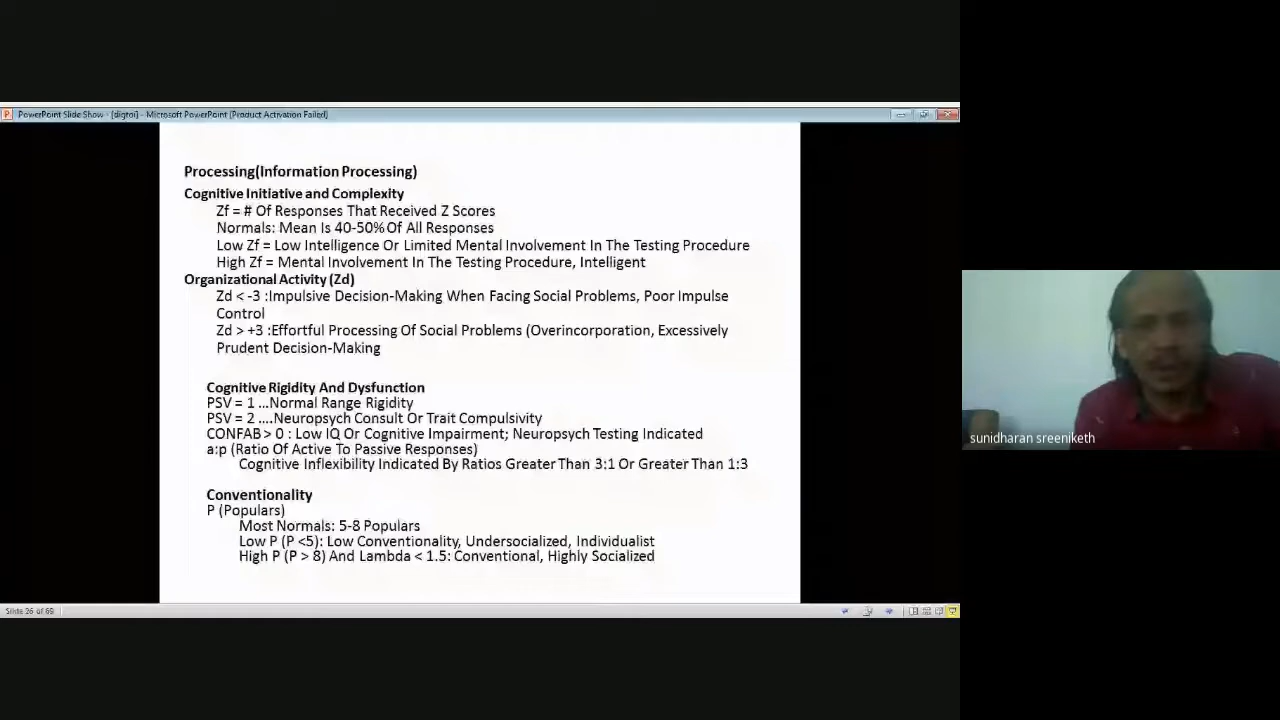 PowerPoint Slide Show - [digtoi] - Microsoft PowerPoint (Product Activation Failed)
Processing(Information Processing)
Cognitive Initiative and Complexity
Zf = # Of Responses That Received Z Scores
Normals: Mean Is 40-50% Of All Responses
Low Zf = Low Intelligence Or Limited Mental Involvement In The Testing Procedure
High Zf = Mental Involvement In The Testing Procedure, Intelligent
Organizational Activity (Zd)
Zd < -3 :Impulsive Decision-Making When Facing Social Problems, Poor Impulse
Control
Zd > +3 :Effortful Processing Of Social Problems (Overincorporation, Excessively
Prudent Decision-Making
Cognitive Rigidity And Dysfunction
PSV = 1 ...Normal Range Rigidity
PSV = 2 ....Neuropsych Consult Or Trait Compulsivity
CONFAB > 0 : Low IQ Or Cognitive Impairment; Neuropsych Testing Indicated
a:p (Ratio Of Active To Passive Responses)
Cognitive Inflexibility Indicated By Ratios Greater Than 3:1 Or Greater Than 1:3
Conventionality
P (Populars)
Most Normals: 5-8 Populars
Low P (P <5): Low Conventionality, Undersocialized, Individualist
High P (P > 8) And Lambda < 1.5: Conventional, Highly Socialized
Slide 26 of 69
sunidharan sreeniketh